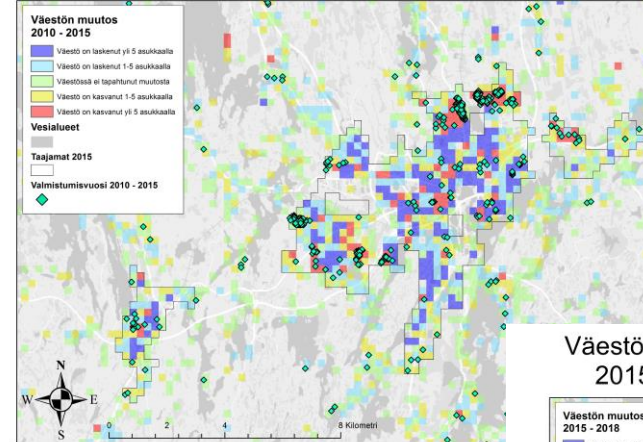 Väestön muutos
2010 - 2015
Väestö on laskenut yli 5 asukkaalla
Väestö on laskenut 1-5 asukkaalla
Väestössä ei tapahtunut muutosta
Väestö on kasvanut 1-5 asukkaalla
Väestö on kasvanut yli 5 asukkaalla
Vesialueet
Taajamat 2015
Valmistumisvuosi 2010 - 2015
N
W E
S
0 2 4 8 Kilometri
Väestö
2015
Väestön muutos
2015 - 2018